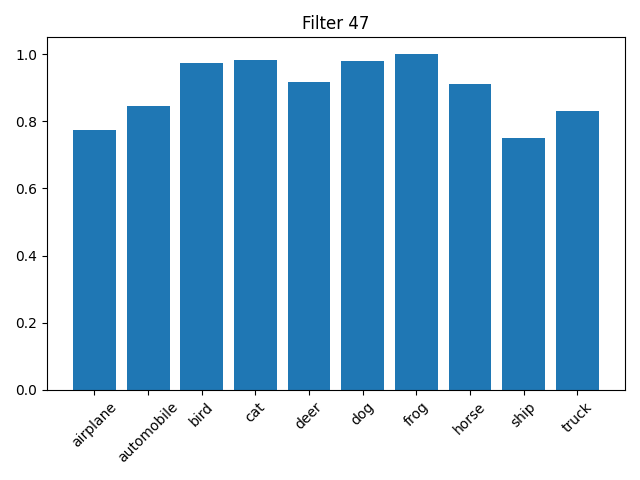 Filter 47
1.0
0.8
0.6
0.4
0.2
0.0
airplane
automobile
bird
cat
deer
dog
frog
horse
ship
truck